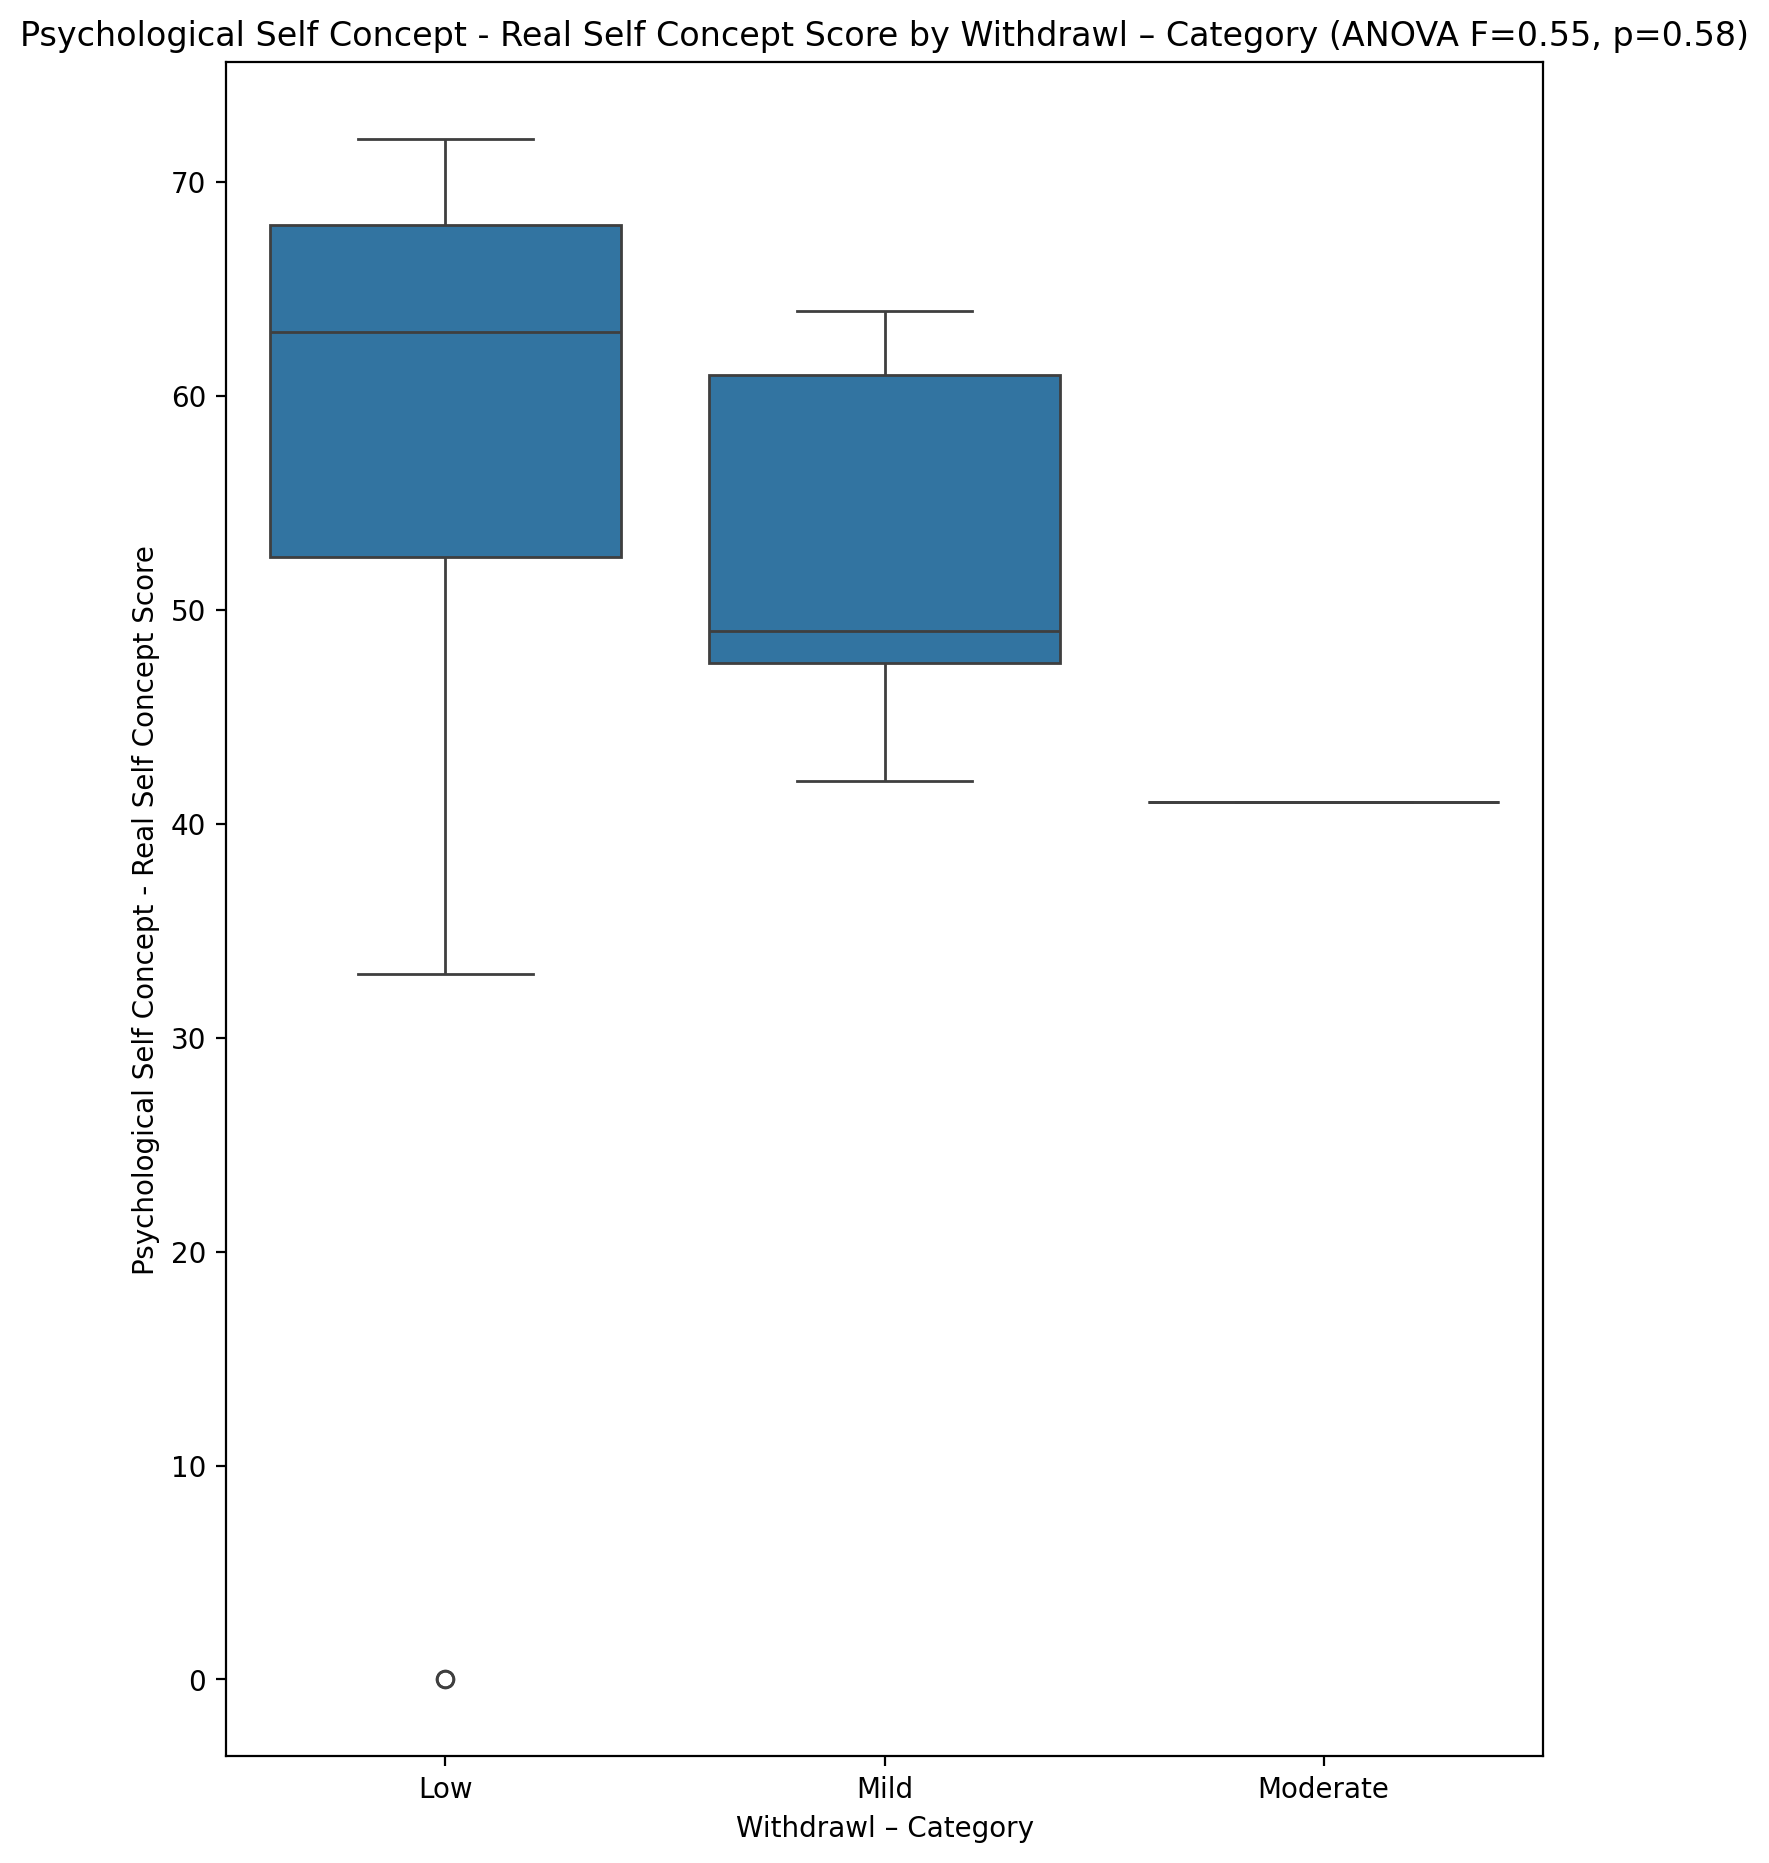 Psychological Self Concept - Real Self Concept Score by Withdrawl – Category (ANOVA F=0.55, p=0.58)
Psychological Self Concept - Real Self Concept Score
70
60
50
40
30
20
10
0
Low Mild Moderate
Withdrawl – Category